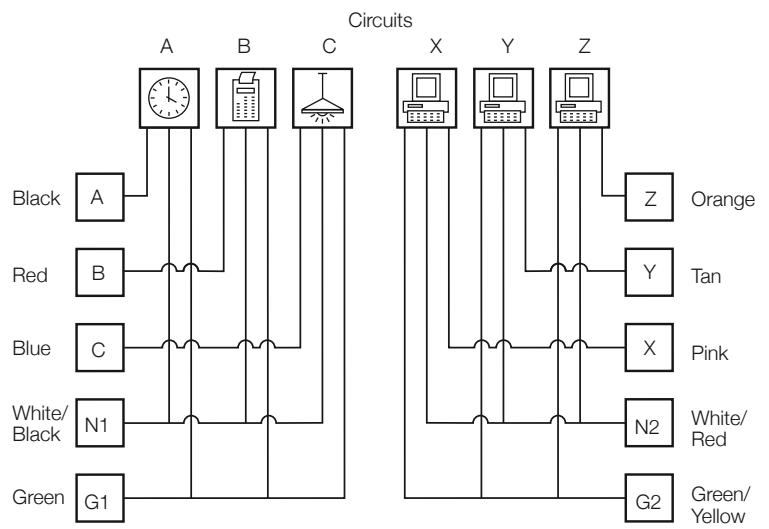 Circuits
A B C X Y Z
Black A
Z Orange
Red B
Y Tan
Blue C
X Pink
White/
Black N1
N2 White/
Red
Green G1
G2 Green/
Yellow